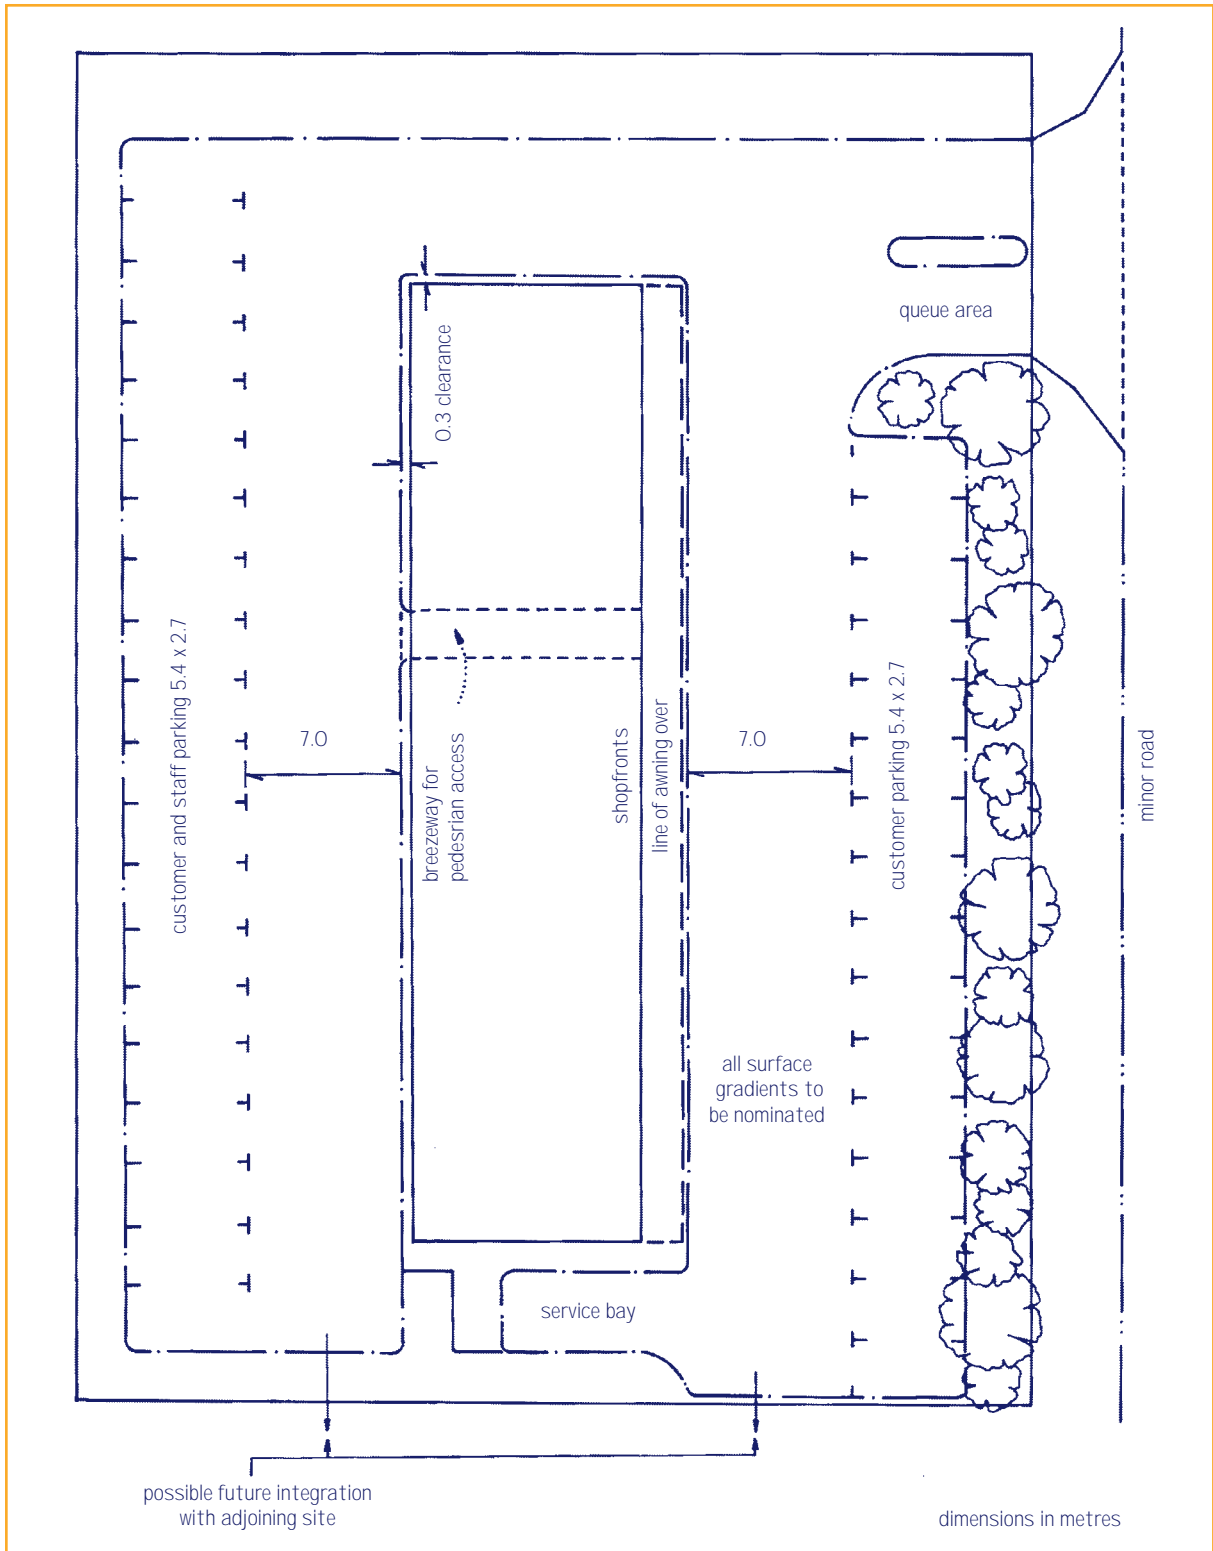 queue area
0.3 clearance
customer and staff parking 5.4 x 2.7
7.0
breezeway for
pedesrian access
shopfronts
line of awning over
7.0
customer parking 5.4 x 2.7
minor road
all surface
gradients to
be nominated
service bay
possible future integration
with adjoining site
dimensions in metres